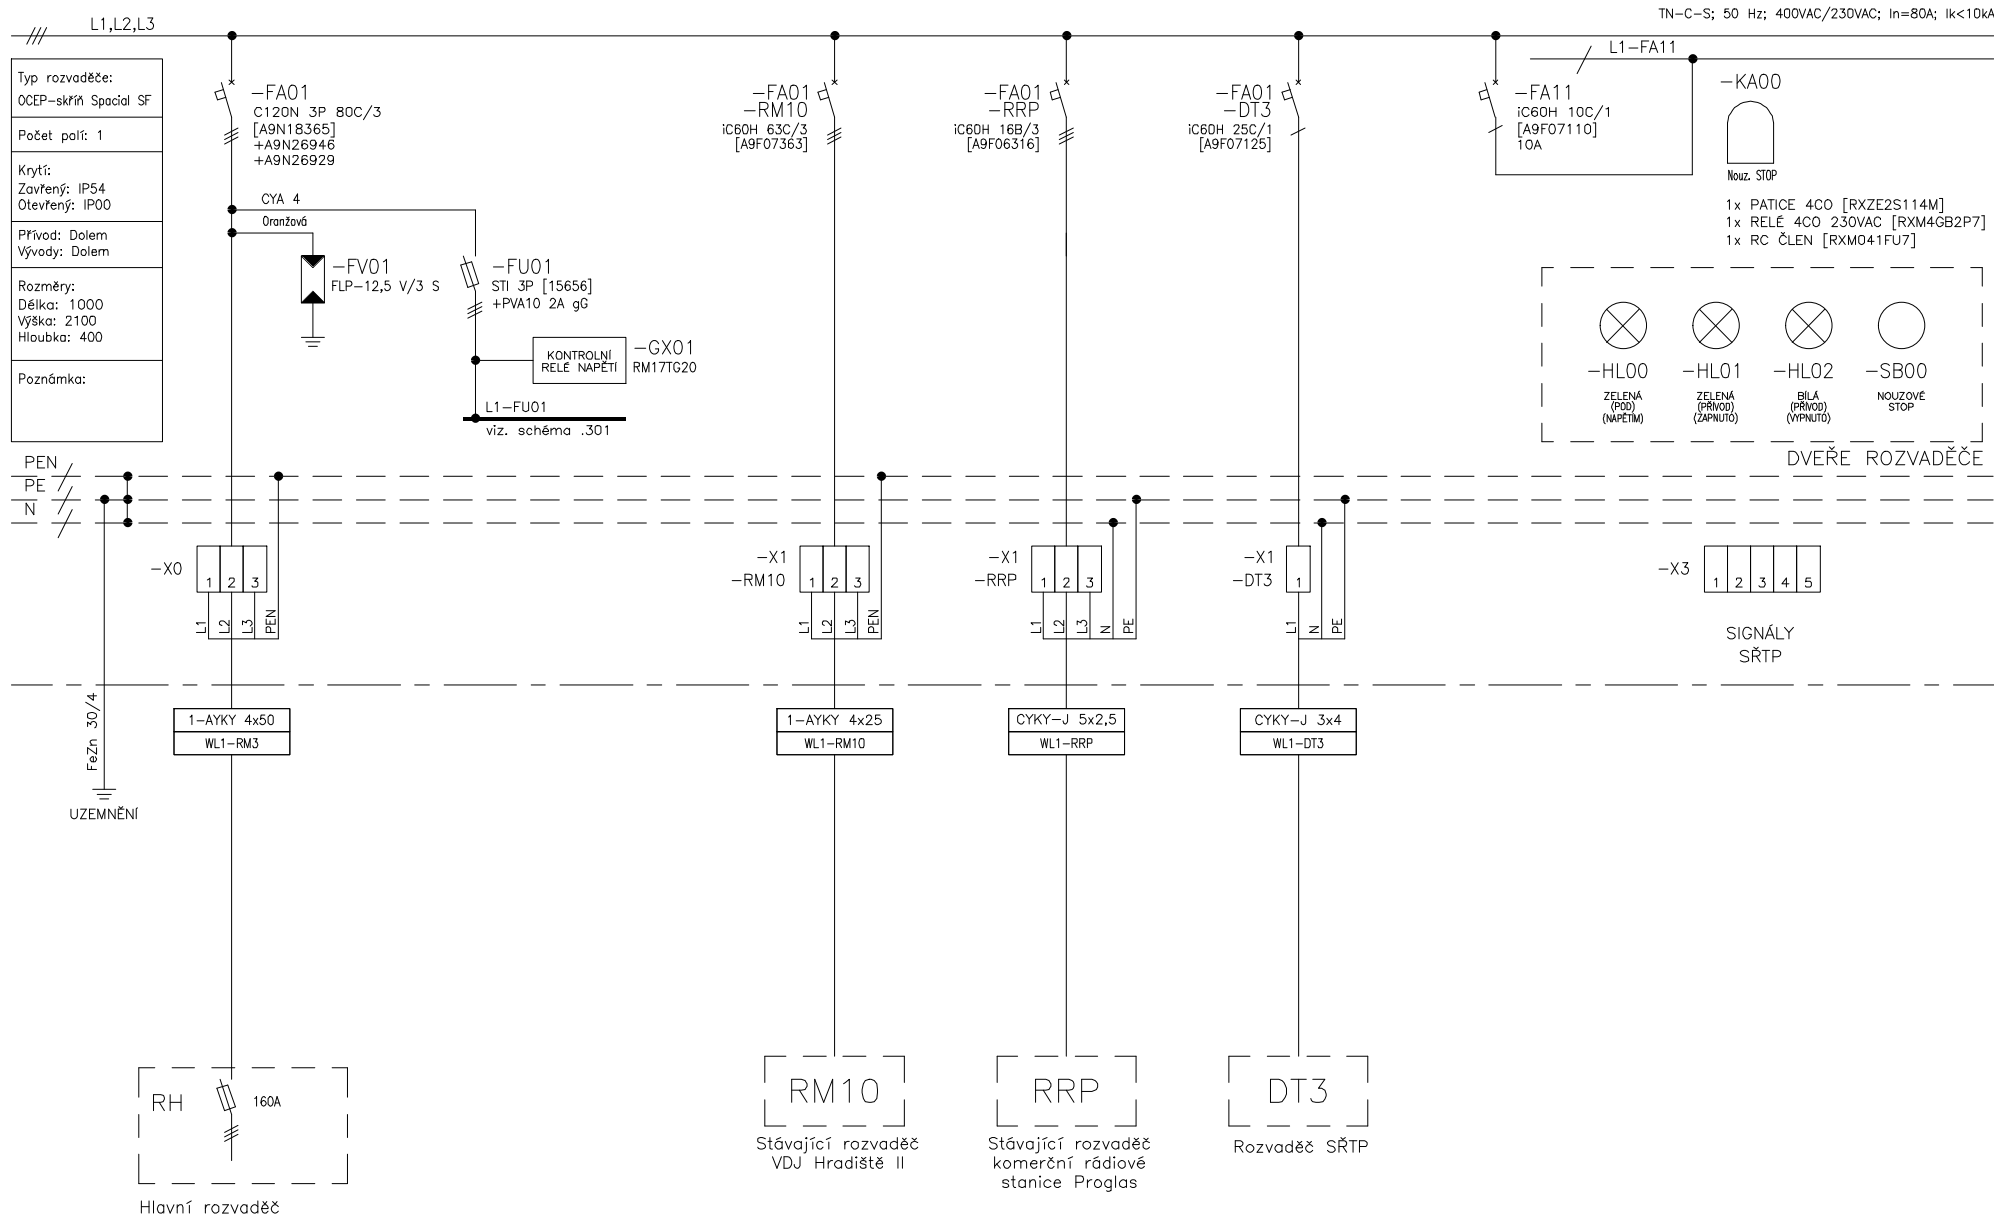 L1,L2,L3
TN-C-S; 50 Hz; 400VAC/230VAC; In=80A; Ik<10kA
L1-FA11
Typ rozvaděče:
OCEP-skříň Spacial SF
Počet palí: 1
Krytí:
Zavřený: IP54
Otevřený: IP00
Přívod: Dolem
Vývody: Dolem
Rozměry:
Délka: 1000
Výška: 2100
Hloubka: 400
Poznámka:
-FA01
C120N 3P 80C/3
[A9N18365]
+A9N26946
+A9N26929
CYA 4
Oranžová
-FV01
FLP-12,5 V/3 S
-FU01
STI 3P [15656]
+PVA10 2A gG
KONTROLNÍ
RELÉ NAPĚTÍ
-GX01
RM17TG20
L1-FU01
viz. schéma .301
-FA01
-RM10
iC60H 63C/3
[A9F07363]
-FA01
-RRP
iC60H 16B/3
[A9F06316]
-FA01
-DT3
iC60H 25C/1
[A9F07125]
-FA11
iC60H 10C/1
[A9F07110]
10A
-KA00
Nouz. STOP
1x PATICE 4CO [RXZE2S114M]
1x RELÉ 4CO 230VAC [RXM4GB2P7]
1x RC ČLEN [RXM041FU7]
-HL00
ZELENÁ
(POD)
(NAPĚTÍM)
-HL01
ZELENÁ
(PŘÍVOD)
(ZAPNUTO)
-HL02
BÍLÁ
(PŘÍVOD)
(VYPNUTO)
-SB00
NOUZOVÉ
STOP
DVEŘE ROZVADĚČE
PEN
PE
N
-X0
1 2 3
L1 L2 L3 PEN
-X1
-RM10
1 2 3
L1 L2 L3 PEN
-X1
-RRP
1 2 3
L1 L2 L3 N PE
-X1
-DT3
1
L1 N PE
-X3
1 2 3 4 5
SIGNÁLY
SŘTP
FeZn 30/4
UZEMNĚNÍ
1-AYKY 4x50
WL1-RM3
1-AYKY 4x25
WL1-RM10
CYKY-J 5x2,5
WL1-RRP
CYKY-J 3x4
WL1-DT3
RH
160A
Hlavní rozvaděč
RM10
Stávající rozvaděč
VDJ Hradiště II
RRP
Stávající rozvaděč
komerční rádiové
stanice Proglas
DT3
Rozvaděč SŘTP